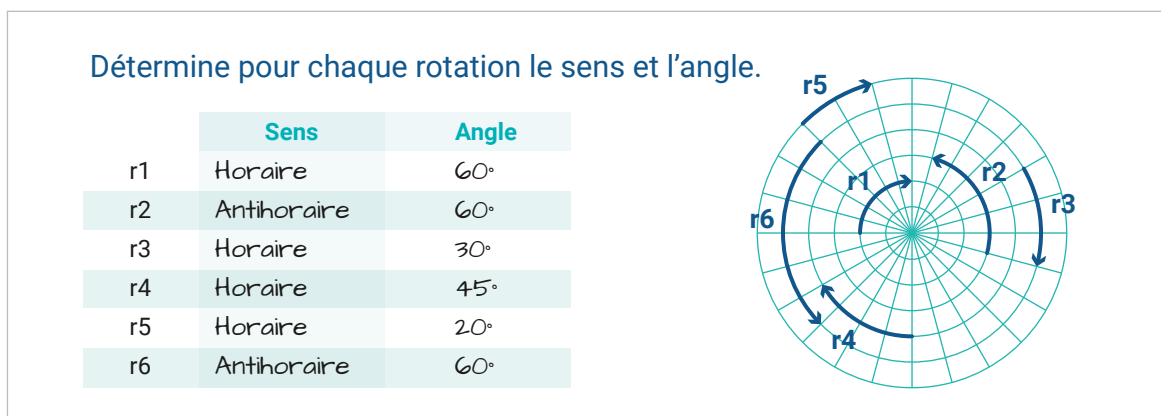 Détermine pour chaque rotation le sens et l'angle.
Sens Angle
r1 Horaire 60°
r2 Antihoraire 60°
r3 Horaire 30°
r4 Horaire 45°
r5 Horaire 20°
r6 Antihoraire 60°
r5
r1
r2
r3
r6
r4